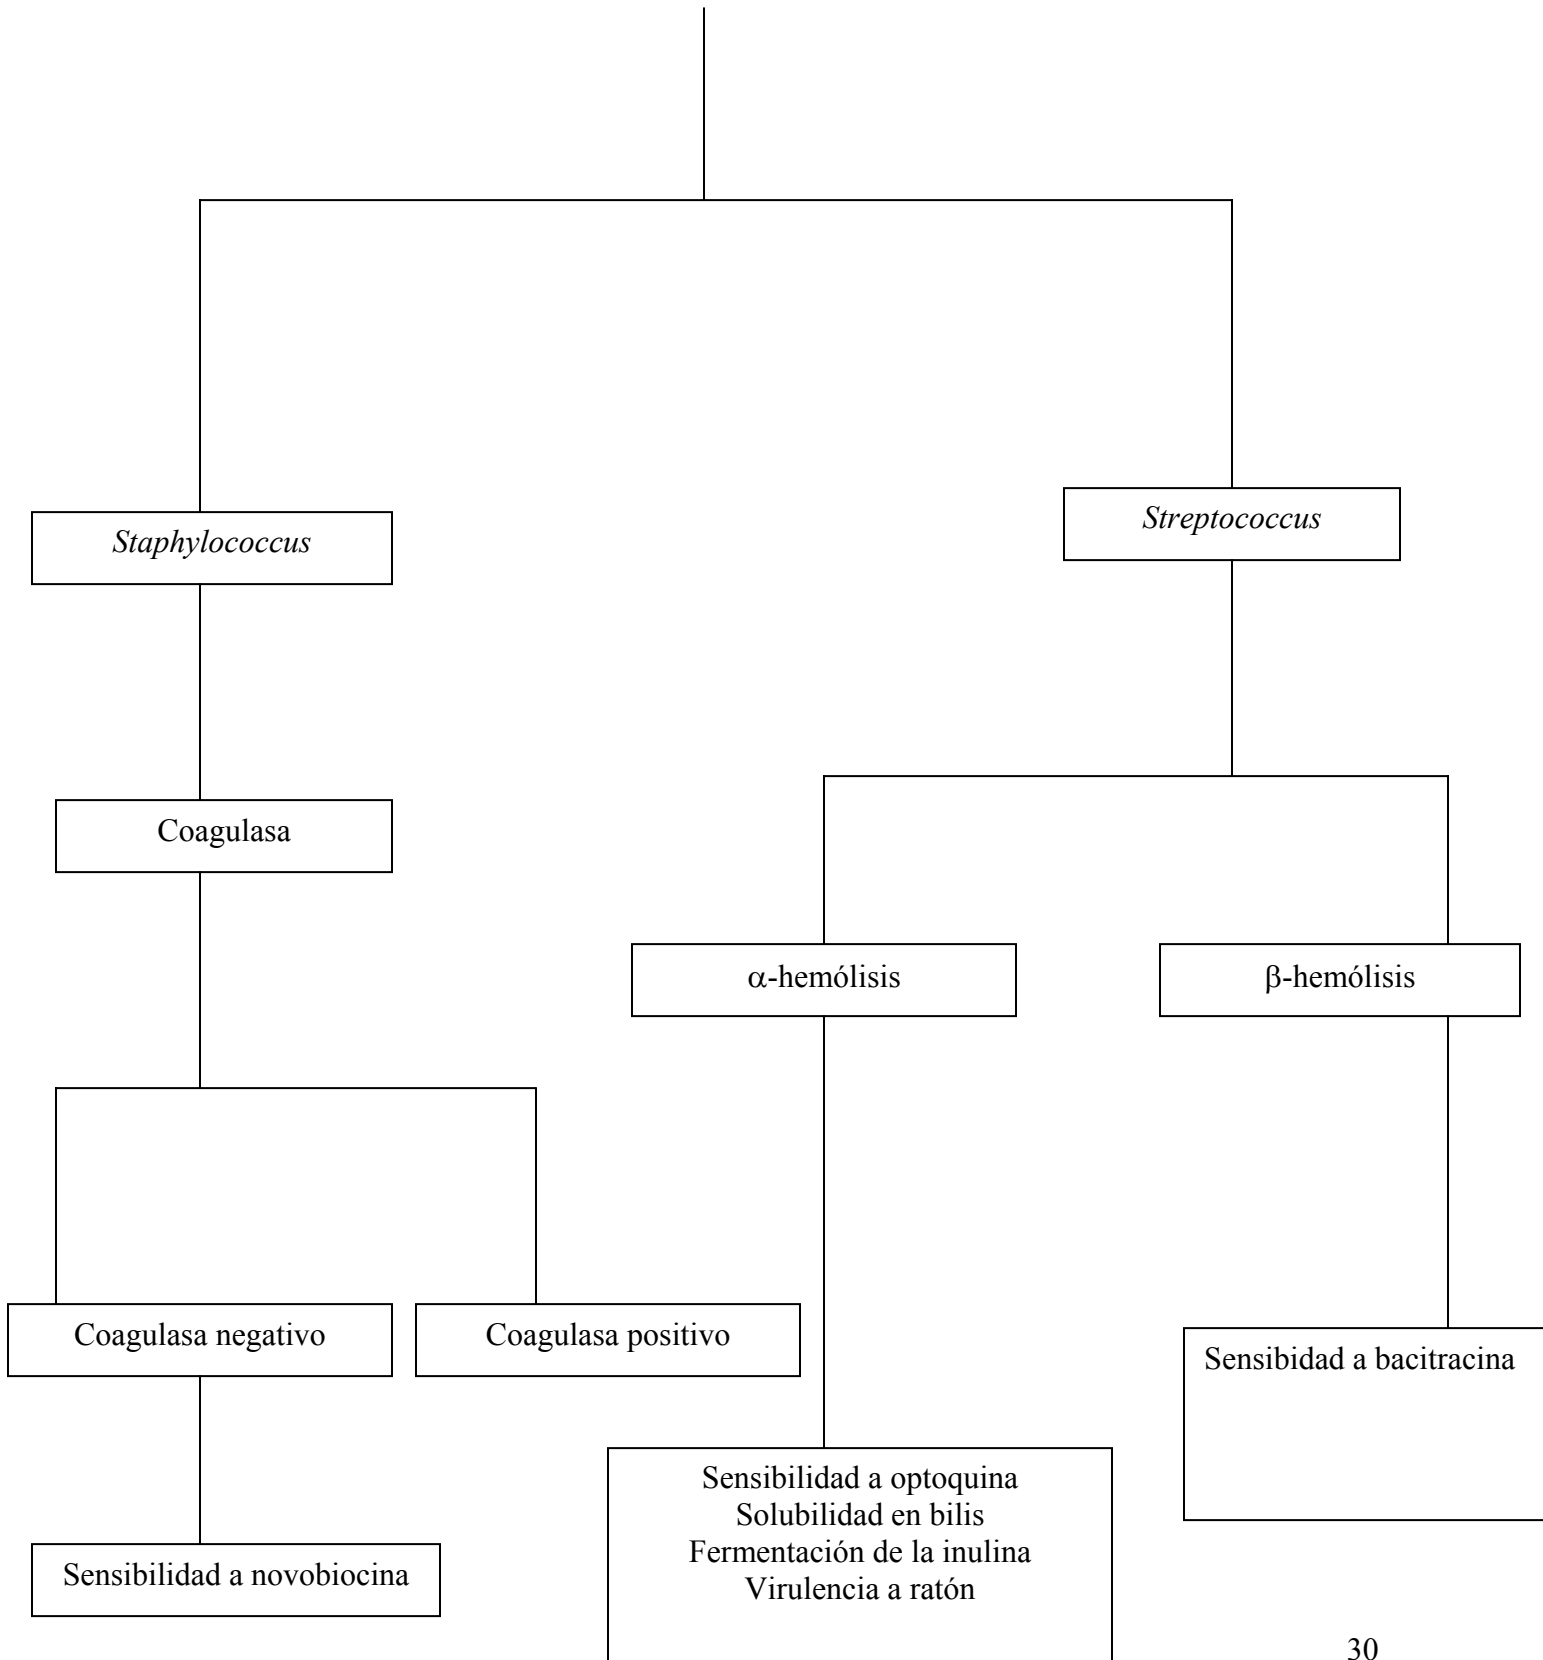 Streptococcus
Staphylococcus
Coagulasa
α-hemólisis
β-hemólisis
Coagulasa negativo
Coagulasa positivo
Sensibidad a bacitracina
Sensibilidad a optoquina
Solubilidad en bilis
Fermentación de la inulina
Virulencia a ratón
Sensibilidad a novobiocina
30